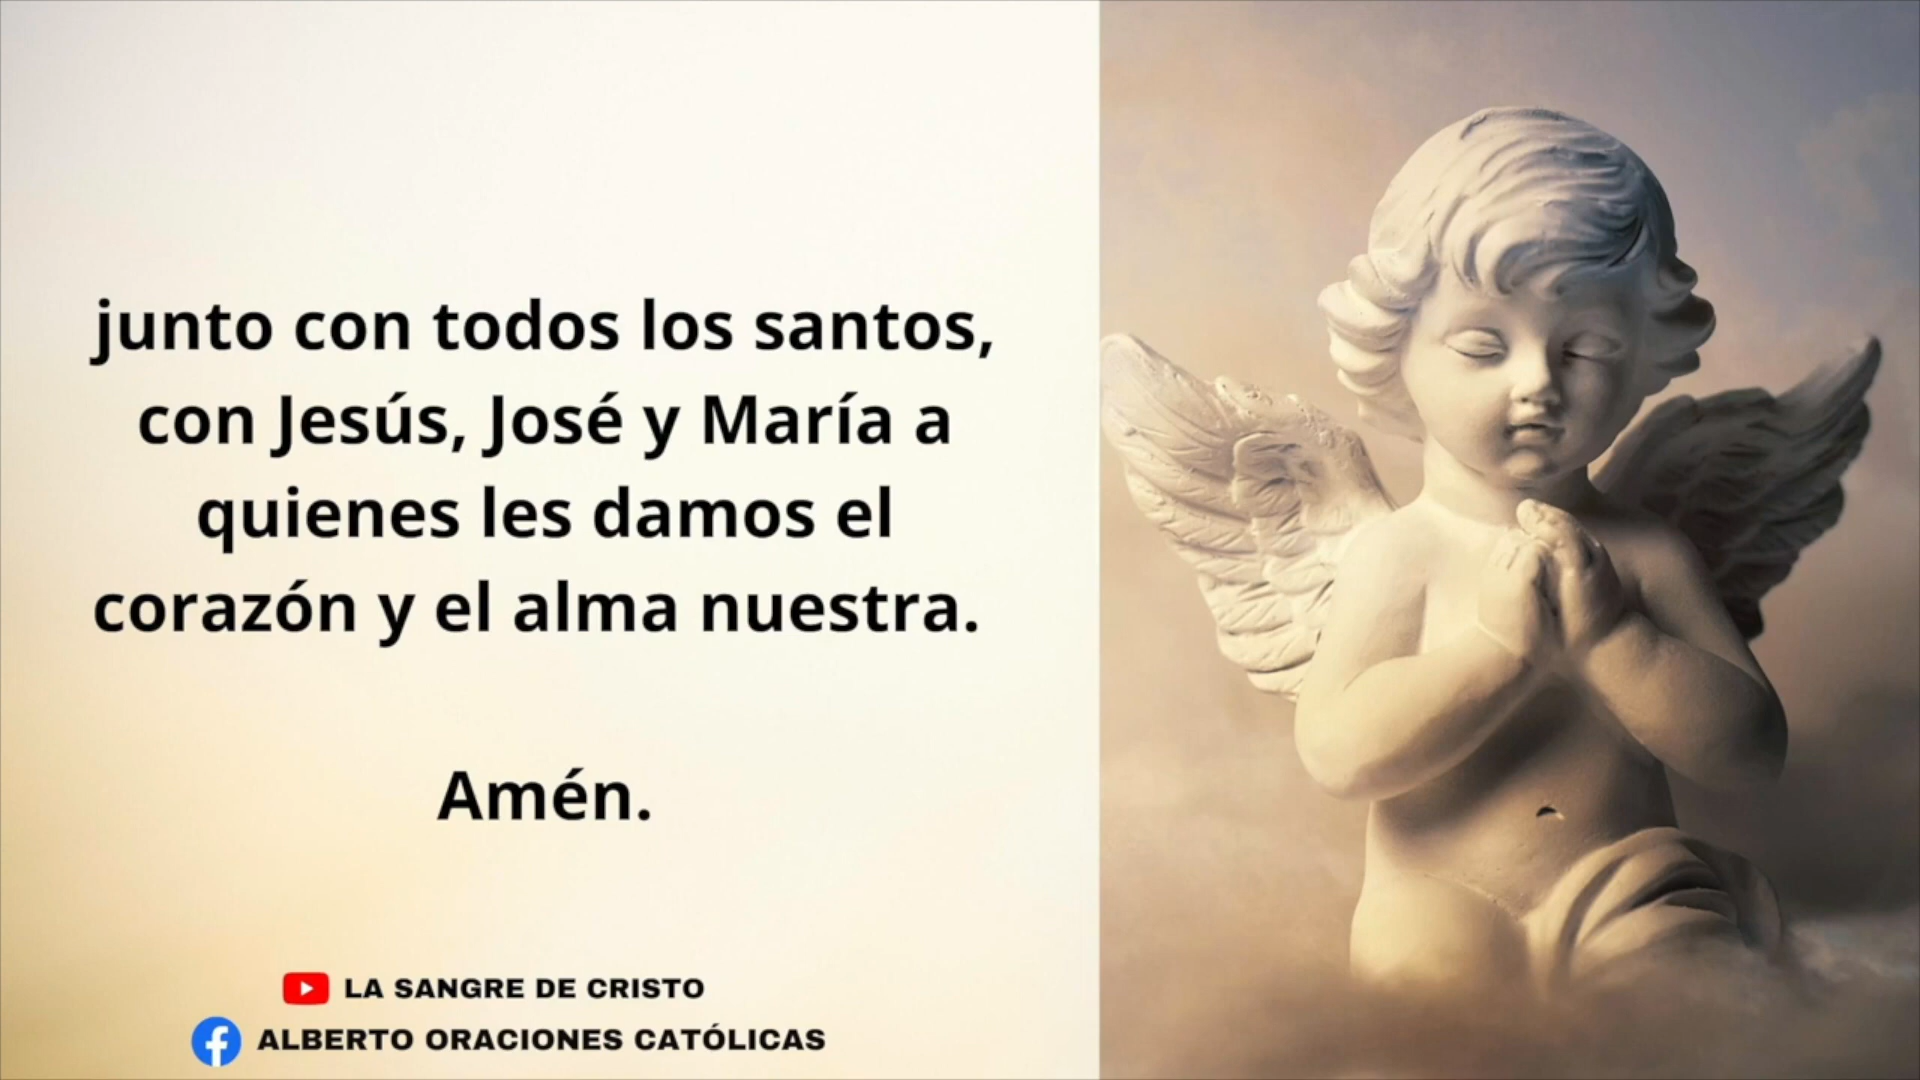 junto con todos los santos,
con Jesús, José y María a
quienes les damos el
corazón y el alma nuestra.
Amén.
LA SANGRE DE CRISTO
ALBERTO ORACIONES CATÓLICAS